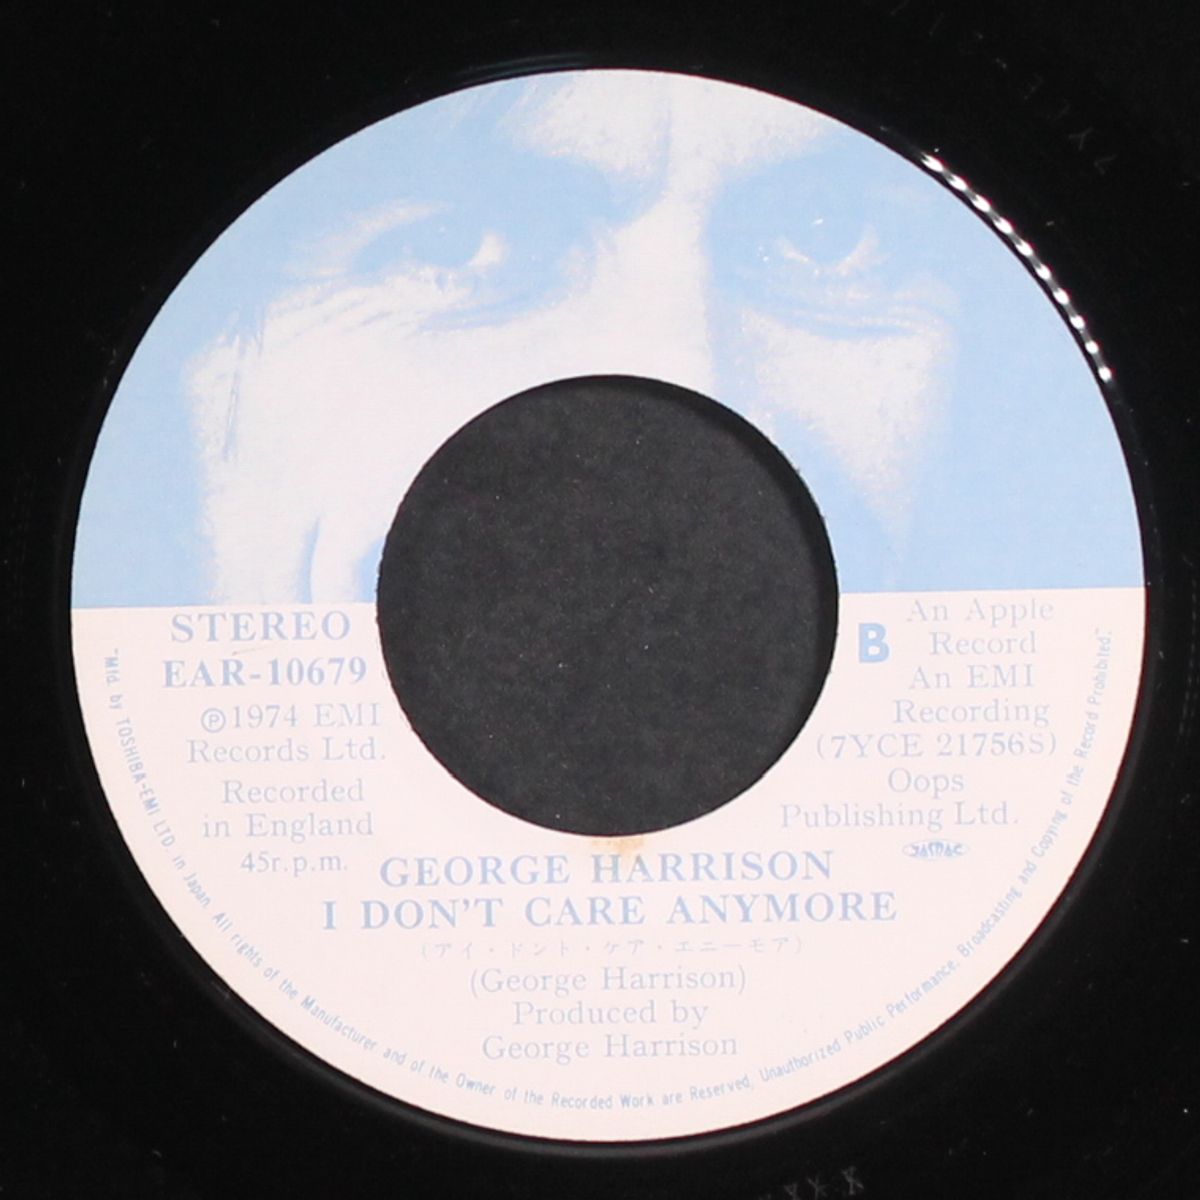 STEREO
EAR-10679
Ⓟ1974 EMI
Records Ltd.
Recorded
in England
45r.p.m.
B
An Apple
Record
An EMI
Recording
(7YCE 21756S)
Oops
Publishing Ltd.
JASRAC
GEORGE HARRISON
I DON'T CARE ANYMORE
(アイ・ドント・ケア・エニーモア)
(George Harrison)
Produced by
George Harrison
"Mfd. by TOSHIBA-EMI LTD. in Japan. All rights of the Manufacturer and of the Owner of the Recorded Work are Reserved, Unauthorized Public Performance, Broadcasting and Copying of the Record Prohibited."